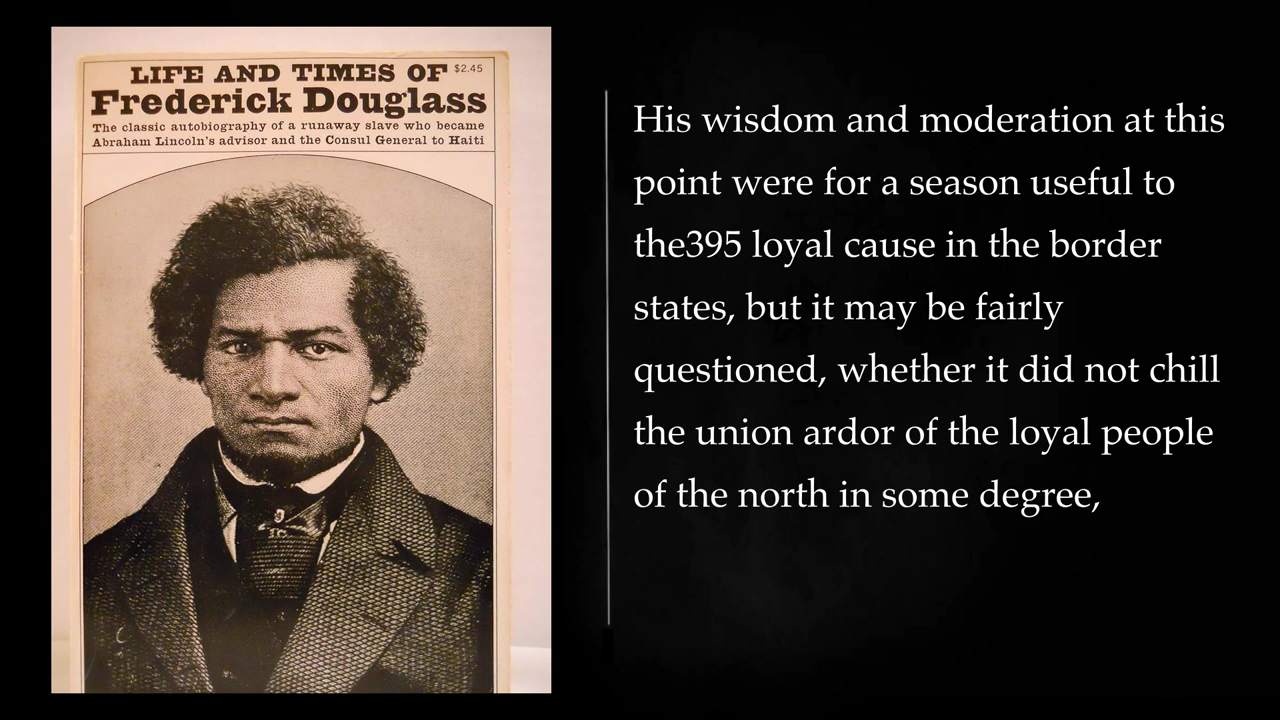 LIFE AND TIMES OF $2.45
Frederick Douglass
The classic autobiography of a runaway slave who became
Abraham Lincoln's advisor and the Consul General to Haiti
His wisdom and moderation at this
point were for a season useful to
the395 loyal cause in the border
states, but it may be fairly
questioned, whether it did not chill
the union ardor of the loyal people
of the north in some degree,